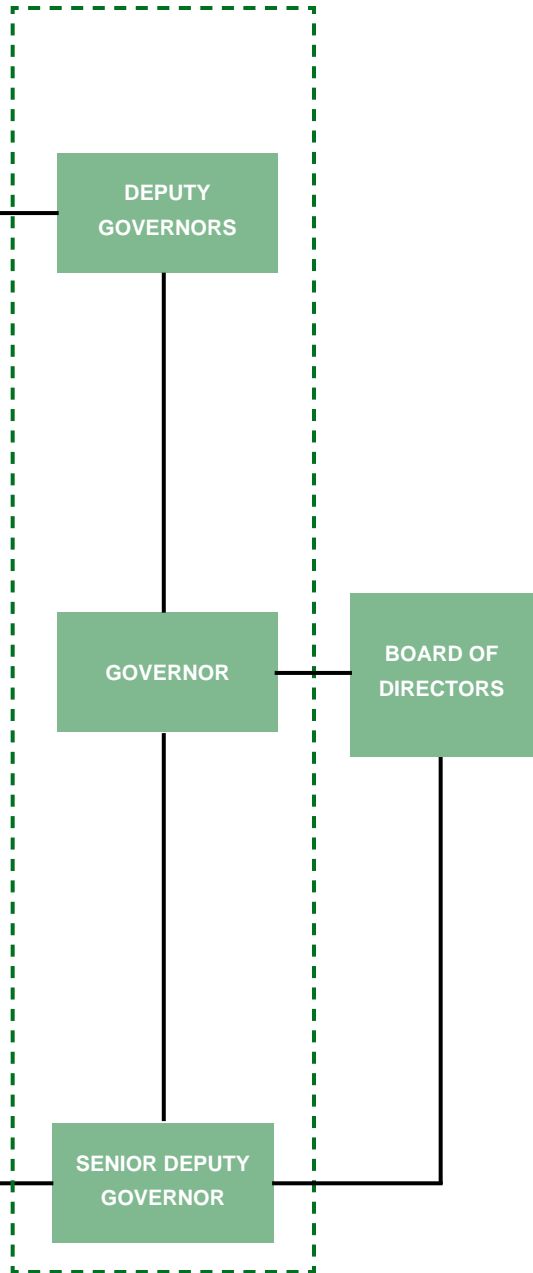 DEPUTY
GOVERNORS
GOVERNOR
BOARD OF
DIRECTORS
SENIOR DEPUTY
GOVERNOR